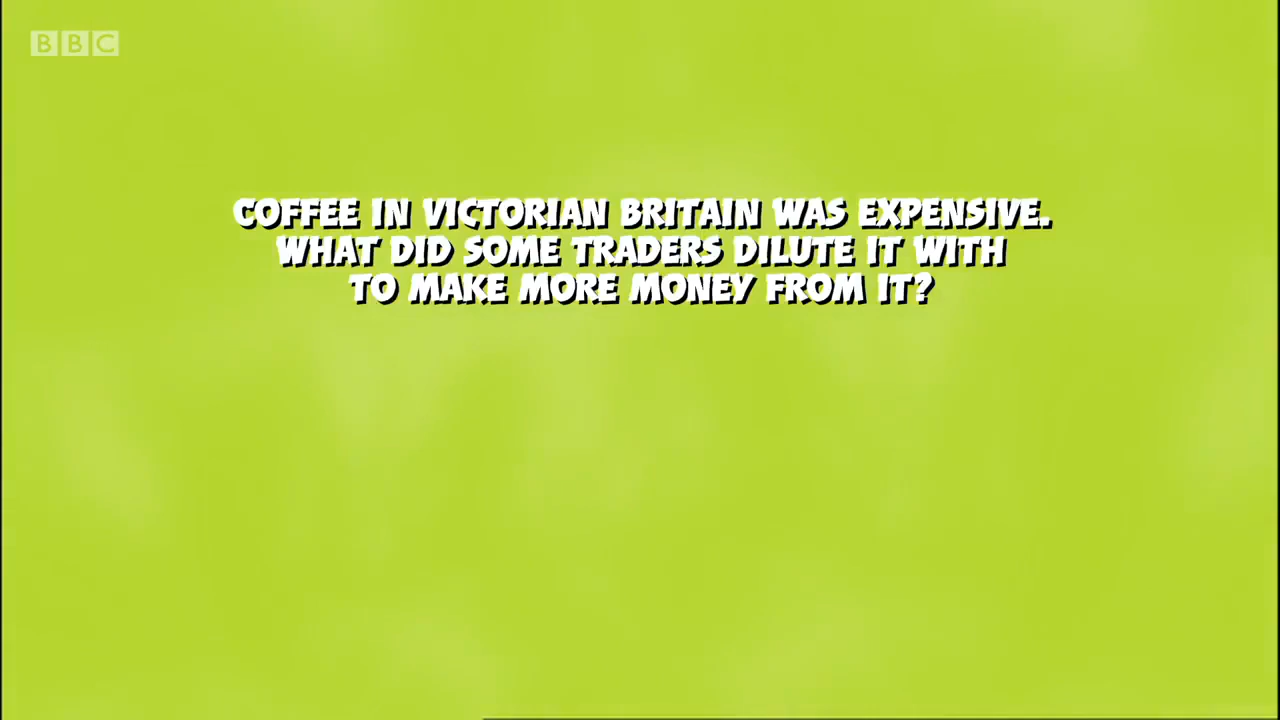 BBC
COFFEE IN VICTORIAN BRITAIN WAS EXPENSIVE.
WHAT DID SOME TRADERS DILUTE IT WITH
TO MAKE MORE MONEY FROM IT?